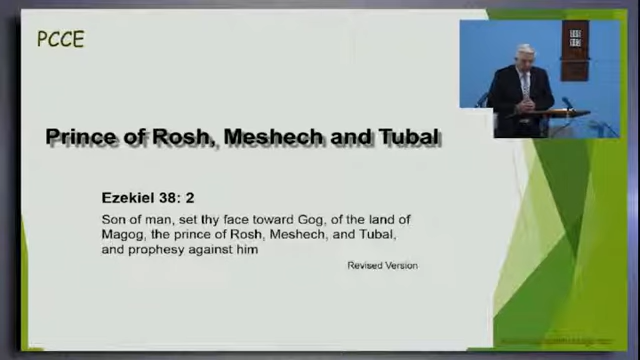 PCCE
Prince of Rosh, Meshech and Tubal
Ezekiel 38: 2
Son of man, set thy face toward Gog, of the land of
Magog, the prince of Rosh, Meshech, and Tubal,
and prophesy against him
Revised Version